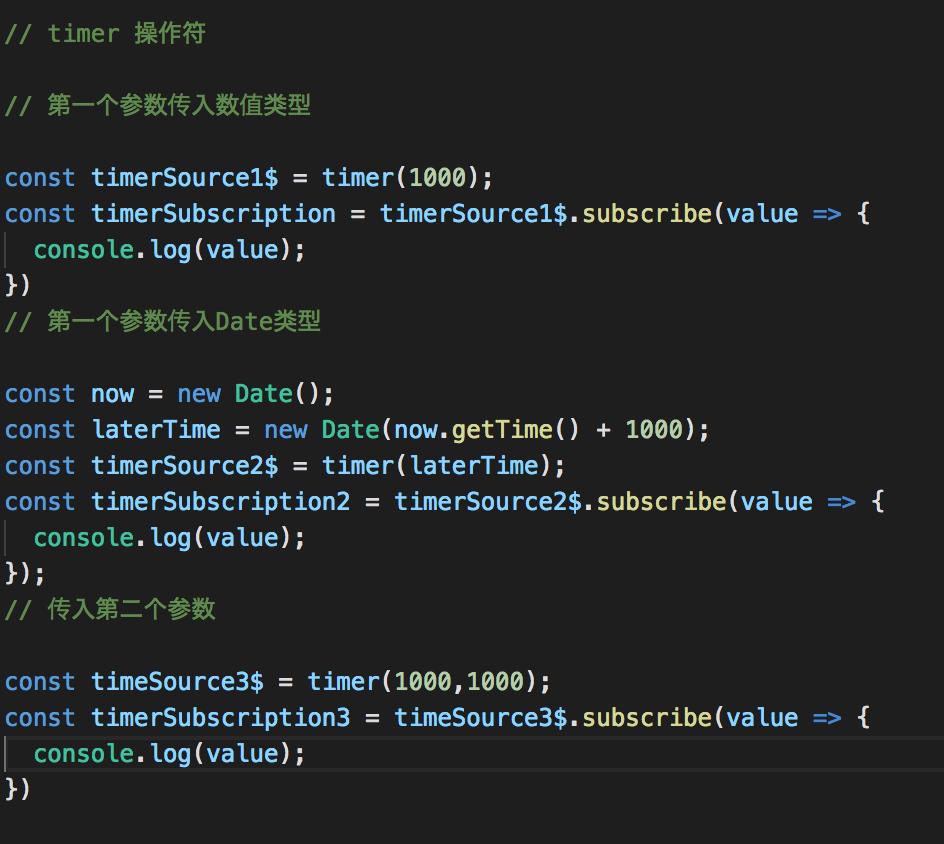 // timer 操作符
// 第一个参数传入数值类型
const timerSource1$ = timer(1000);
const timerSubscription = timerSource1$.subscribe(value => {
  console.log(value);
})
// 第一个参数传入Date类型
const now = new Date();
const laterTime = new Date(now.getTime() + 1000);
const timerSource2$ = timer(laterTime);
const timerSubscription2 = timerSource2$.subscribe(value => {
  console.log(value);
});
// 传入第二个参数
const timeSource3$ = timer(1000,1000);
const timerSubscription3 = timeSource3$.subscribe(value => {
  console.log(value);
})